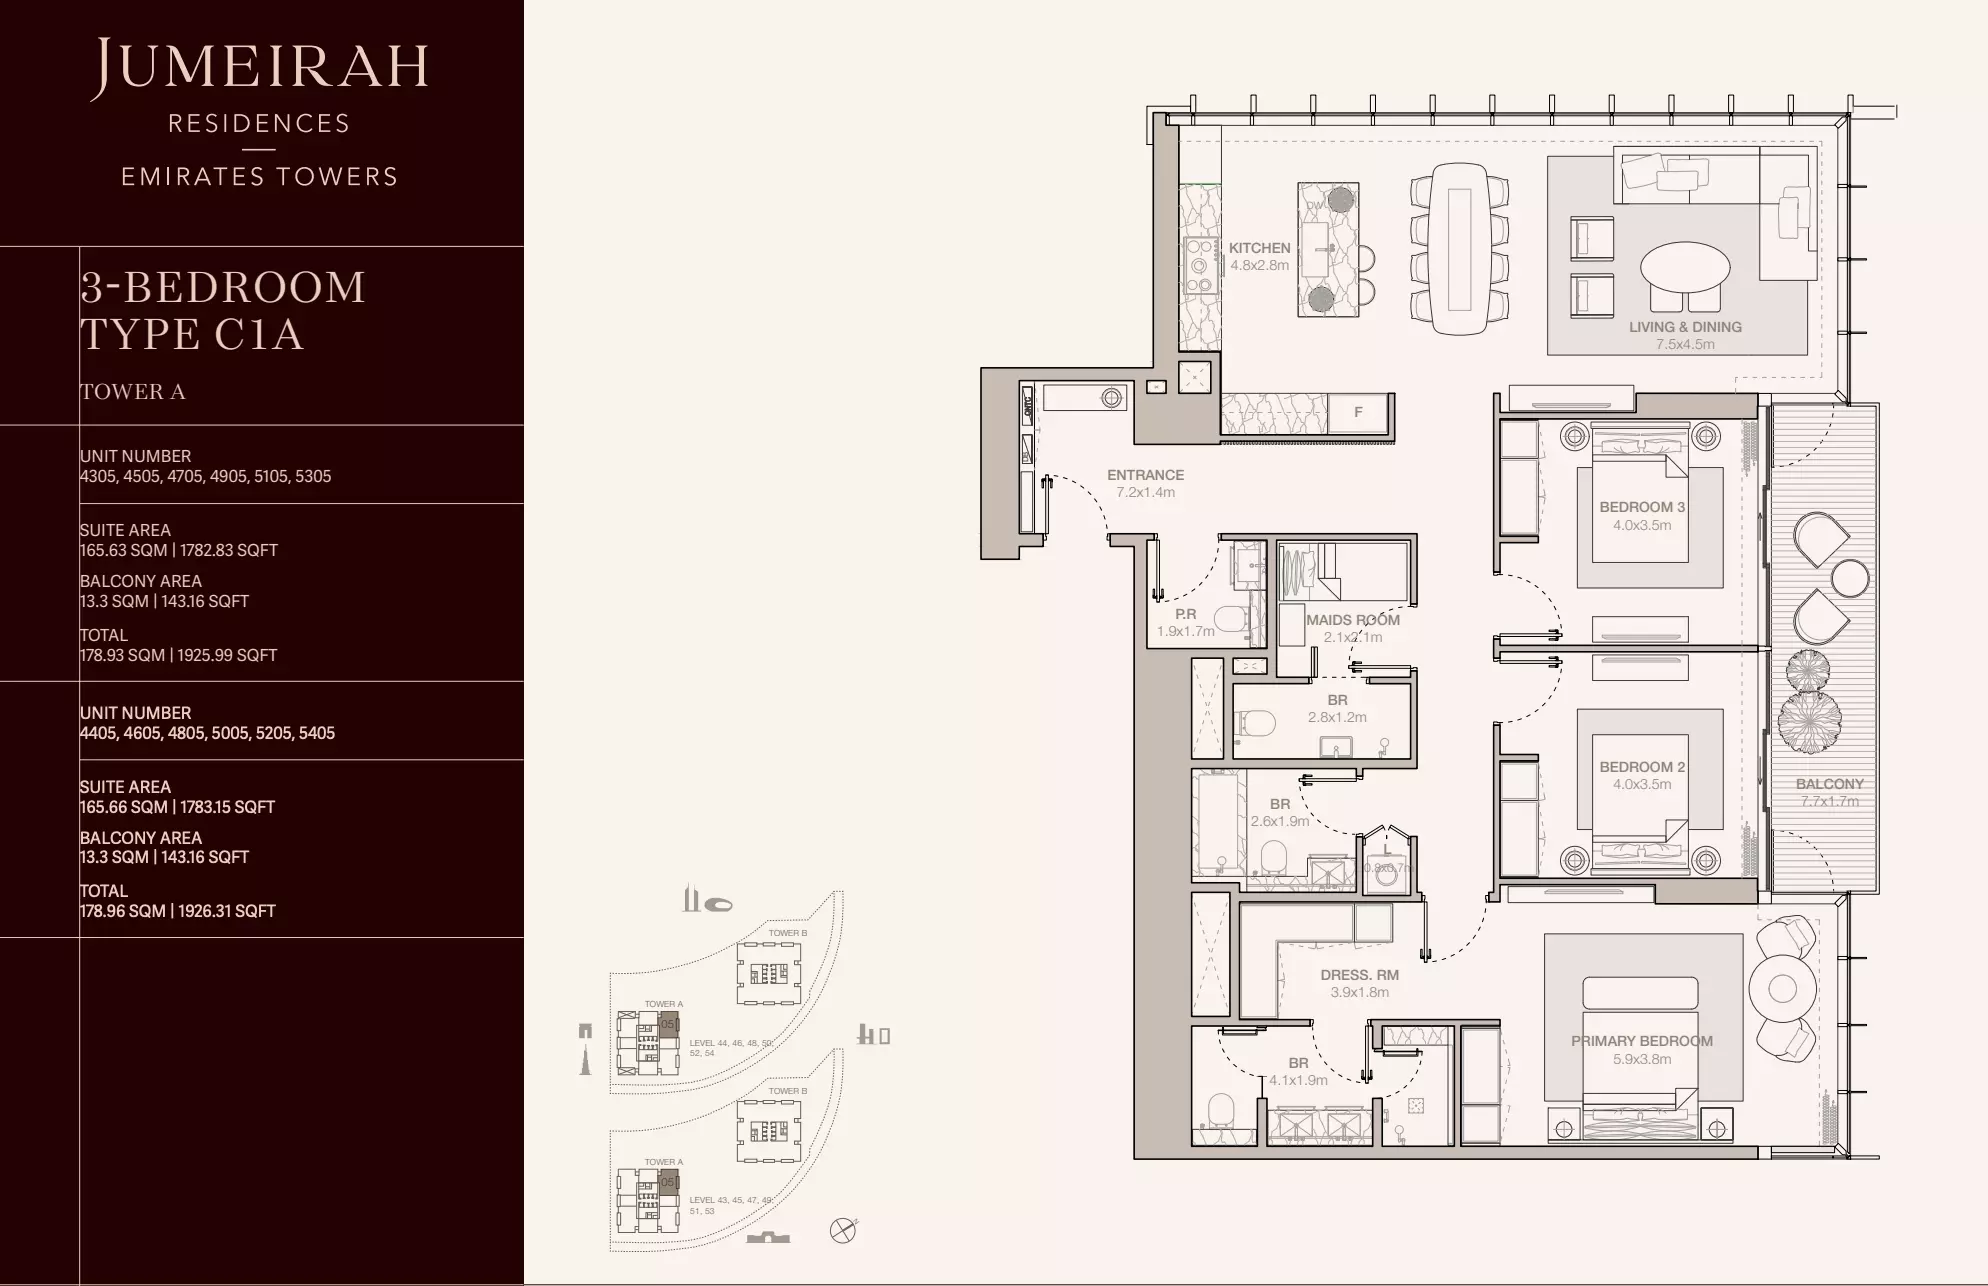 JUMEIRAH
RESIDENCES
EMIRATES TOWERS
3-BEDROOM
TYPE C1A
TOWER A
UNIT NUMBER
4305, 4505, 4705, 4905, 5105, 5305
SUITE AREA
165.63 SQM | 1782.83 SQFT
BALCONY AREA
13.3 SQM | 143.16 SQFT
TOTAL
178.93 SQM | 1925.99 SQFT
UNIT NUMBER
4405, 4605, 4805, 5005, 5205, 5405
SUITE AREA
165.66 SQM | 1783.15 SQFT
BALCONY AREA
13.3 SQM | 143.16 SQFT
TOTAL
178.96 SQM | 1926.31 SQFT
TOWER B
TOWER A
05
LEVEL 44, 46, 48, 50,
52, 54
TOWER B
TOWER A
05
LEVEL 43, 45, 47, 49,
51, 53
DW
KITCHEN
4.8x2.8m
LIVING & DINING
7.5x4.5m
F
ENTRANCE
7.2x1.4m
BEDROOM 3
4.0x3.5m
P.R
1.9x1.7m
MAIDS ROOM
2.1x2.1m
BR
2.8x1.2m
BEDROOM 2
4.0x3.5m
BALCONY
7.7x1.7m
BR
2.6x1.9m
L
0.8x0.7m
DRESS. RM
3.9x1.8m
PRIMARY BEDROOM
5.9x3.8m
BR
4.1x1.9m